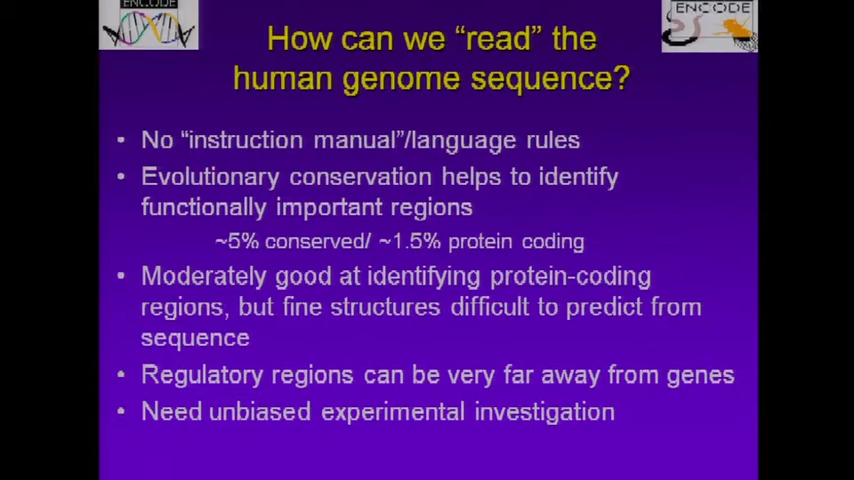 ENCODE
ENCODE
How can we “read” the
human genome sequence?
• No “instruction manual”/language rules
• Evolutionary conservation helps to identify
functionally important regions
~5% conserved/ ~1.5% protein coding
• Moderately good at identifying protein-coding
regions, but fine structures difficult to predict from
sequence
• Regulatory regions can be very far away from genes
• Need unbiased experimental investigation